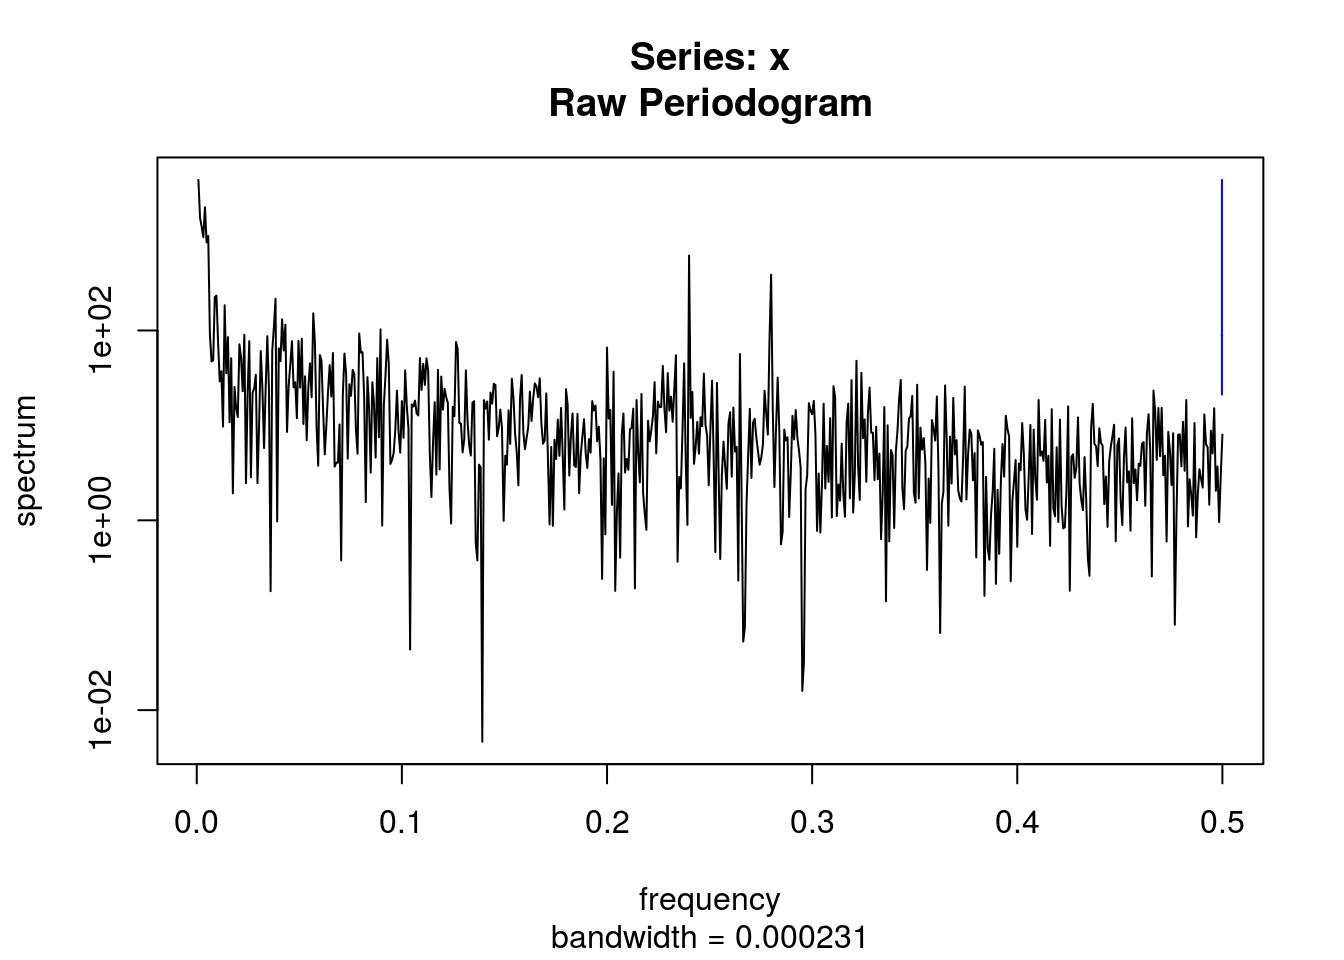 Series: x
Raw Periodogram
spectrum
1e+02
1e+00
1e-02
0.0 0.1 0.2 0.3 0.4 0.5
frequency
bandwidth = 0.000231